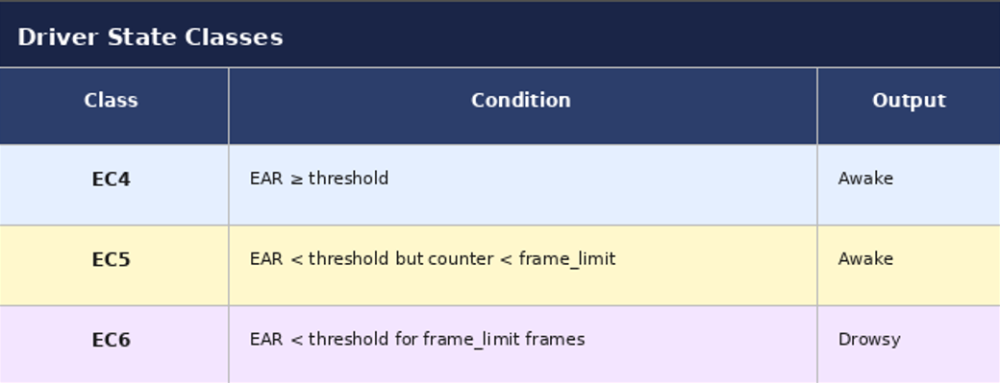 Driver State Classes
Class Condition Output
EC4 EAR ≥ threshold Awake
EC5 EAR < threshold but counter < frame_limit Awake
EC6 EAR < threshold for frame_limit frames Drowsy